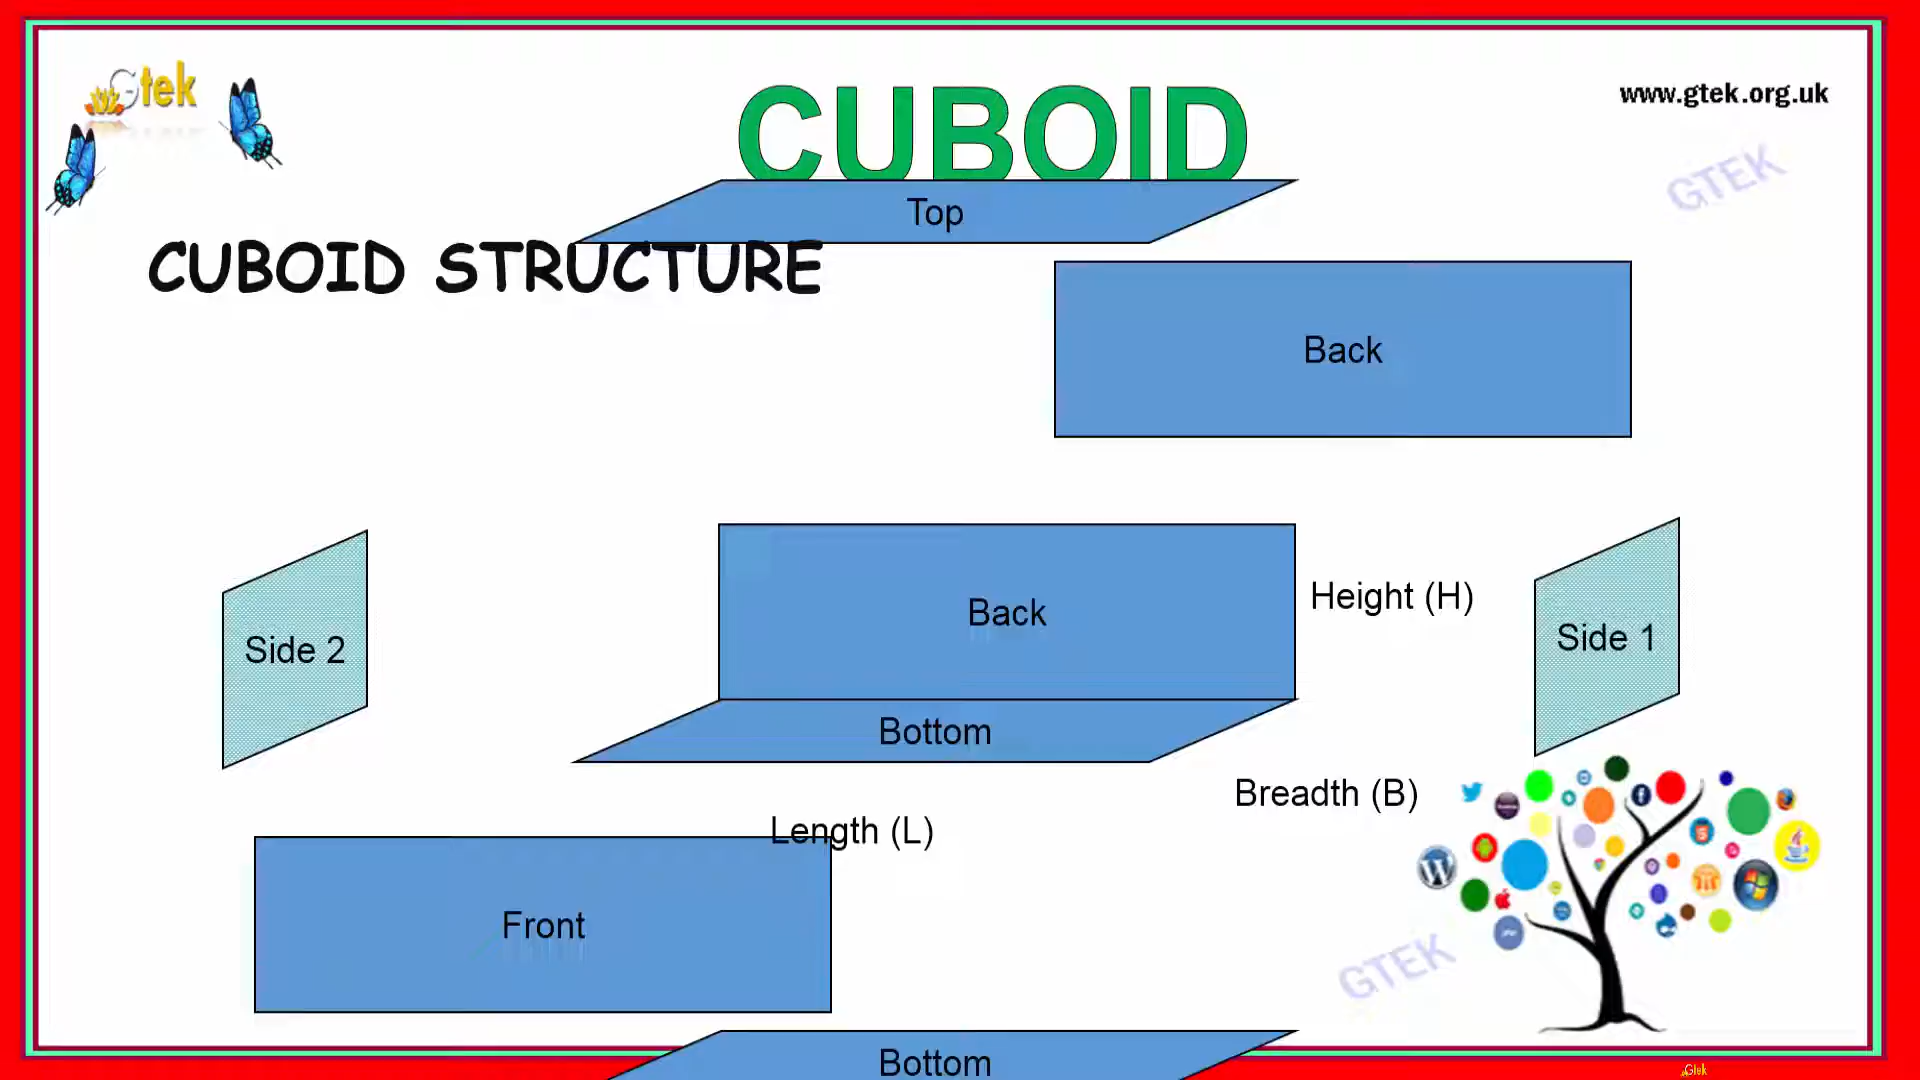 Gtek
CUBOID
www.gtek.org.uk
GTEK
Top
CUBOID STRUCTURE
Back
Back
Height (H)
Side 2
Side 1
Bottom
Breadth (B)
Length (L)
Front
GTEK
Bottom
Gtek